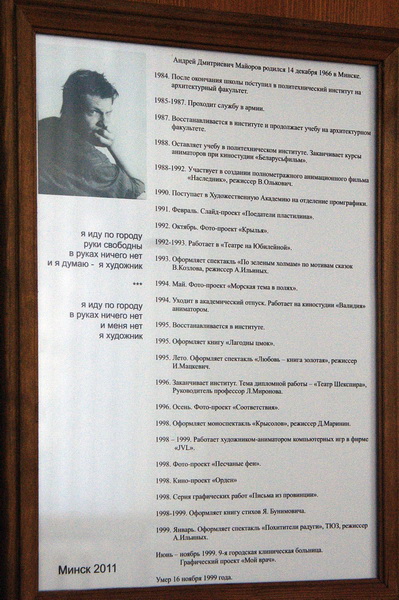 Андрей Дмитриевич Майоров родился 14 декабря 1966 в Минске.
1984. После окончания школы поступил в политехнический институт на
архитектурный факультет.
1985-1987. Проходит службу в армии.
1987. Восстанавливается в институте и продолжает учебу на архитектурном
факультете.
1988. Оставляет учебу в политехническом институте. Заканчивает курсы
аниматоров при киностудии «Беларусьфильм».
1988-1992. Участвует в создании полнометражного анимационного фильма
«Наследник», режиссер В.Олькович.
1990. Поступает в Художественную Академию на отделение промграфики.
1991. Февраль. Слайд-проект «Поедатели пластилина».
1992. Октябрь. Фото-проект «Крылья».
1992-1993. Работает в «Театре на Юбилейной».
1993. Оформляет спектакль «По зеленым холмам» по мотивам сказок
В.Козлова, режиссер А.Ильиных.
1994. Май. Фото-проект «Морская тема в полях».
1994. Уходит в академический отпуск. Работает на киностудии «Валидия»
аниматором.
1995. Восстанавливается в институте.
1995. Оформляет книгу «Лагодны цмок».
1995. Лето. Оформляет спектакль «Любовь – книга золотая», режиссер
И.Мацкевич.
1996. Заканчивает институт. Тема дипломной работы – «Театр Шекспира»,
Руководитель профессор Л.Миронова.
1996. Осень. Фото-проект «Соответствия».
1998. Оформляет моноспектакль «Крысолов», режиссер Д.Маринин.
1998 – 1999. Работает художником-аниматором компьютерных игр в фирме
«JVL».
1998. Фото-проект «Песчаные феи».
1998. Кино-проект «Орден»
1998. Серия графических работ «Письма из провинции».
1998-1999. Оформляет книгу стихов Я. Бунимовича.
1999. Январь. Оформляет спектакль «Похитители радуги», ТЮЗ, режиссер
А.Ильиных.
Июнь – ноябрь 1999. 9-я городская клиническая больница.
Графический проект «Мой врач».
Умер 16 ноября 1999 года.
я иду по городу
руки свободны
в руках ничего нет
и я думаю - я художник
***
я иду по городу
в руках ничего нет
и меня нет
я художник
Минск 2011